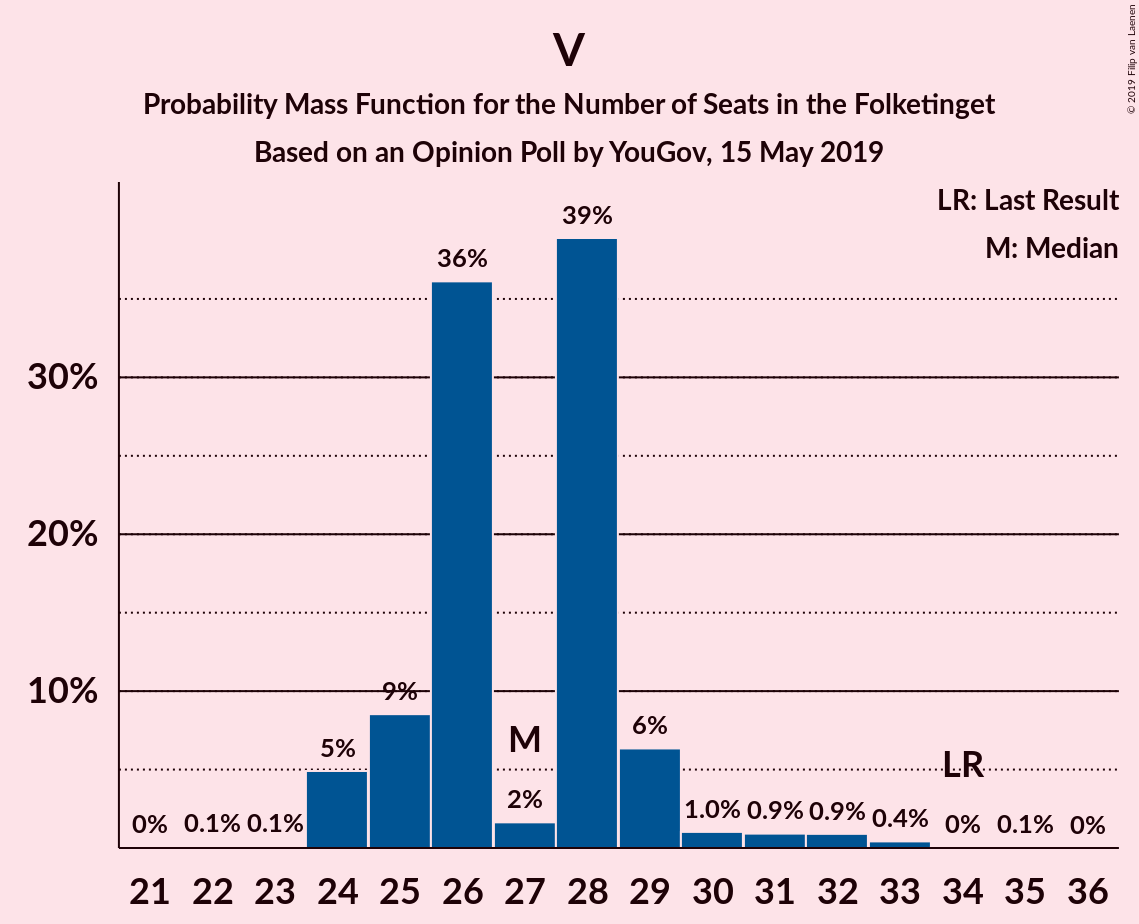 V
Probability Mass Function for the Number of Seats in the Folketinget
Based on an Opinion Poll by YouGov, 15 May 2019
© 2019 Filip van Laenen
LR: Last Result
M: Median
39%
36%
30%
20%
10%
9%
6%
5%
M
LR
2%
0% 0.1% 0.1% 1.0% 0.9% 0.9% 0.4% 0% 0.1% 0%
21 22 23 24 25 26 27 28 29 30 31 32 33 34 35 36